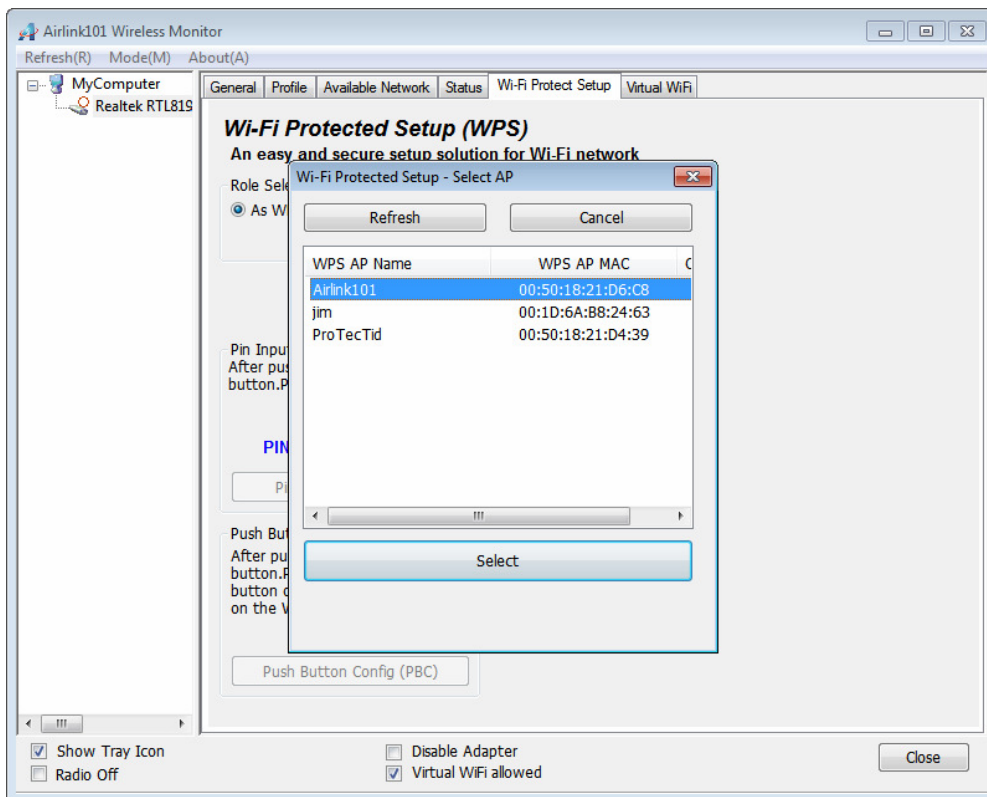 Airlink101 Wireless Monitor
Refresh(R) Mode(M) About(A)
MyComputer
Realtek RTL819
General Profile Available Network Status Wi-Fi Protect Setup Virtual WiFi
Wi-Fi Protected Setup (WPS)
An easy and secure setup solution for Wi-Fi network
Role Sele
As W
Pin Inpu
After pus
button.P
PIN
Pi
Push But
After pu
button.P
button o
on the V
Push Button Config (PBC)
Wi-Fi Protected Setup - Select AP
Refresh Cancel
WPS AP Name WPS AP MAC
Airlink101 00:50:18:21:D6:C8
jim 00:1D:6A:B8:24:63
ProTecTid 00:50:18:21:D4:39
Select
Show Tray Icon Disable Adapter
Radio Off Virtual WiFi allowed
Close